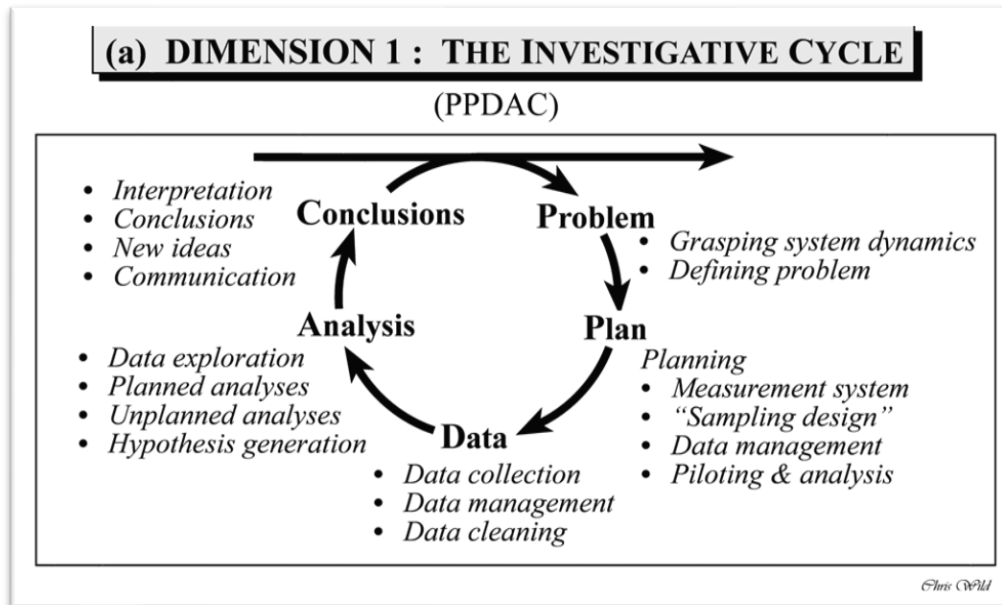 (a) DIMENSION 1 : THE INVESTIGATIVE CYCLE
(PPDAC)
• Interpretation
• Conclusions
• New ideas
• Communication
Conclusions
Problem
• Grasping system dynamics
• Defining problem
Analysis
• Data exploration
• Planned analyses
• Unplanned analyses
• Hypothesis generation
Plan
Planning
• Measurement system
• “Sampling design”
• Data management
• Piloting & analysis
Data
• Data collection
• Data management
• Data cleaning
Chris Wild